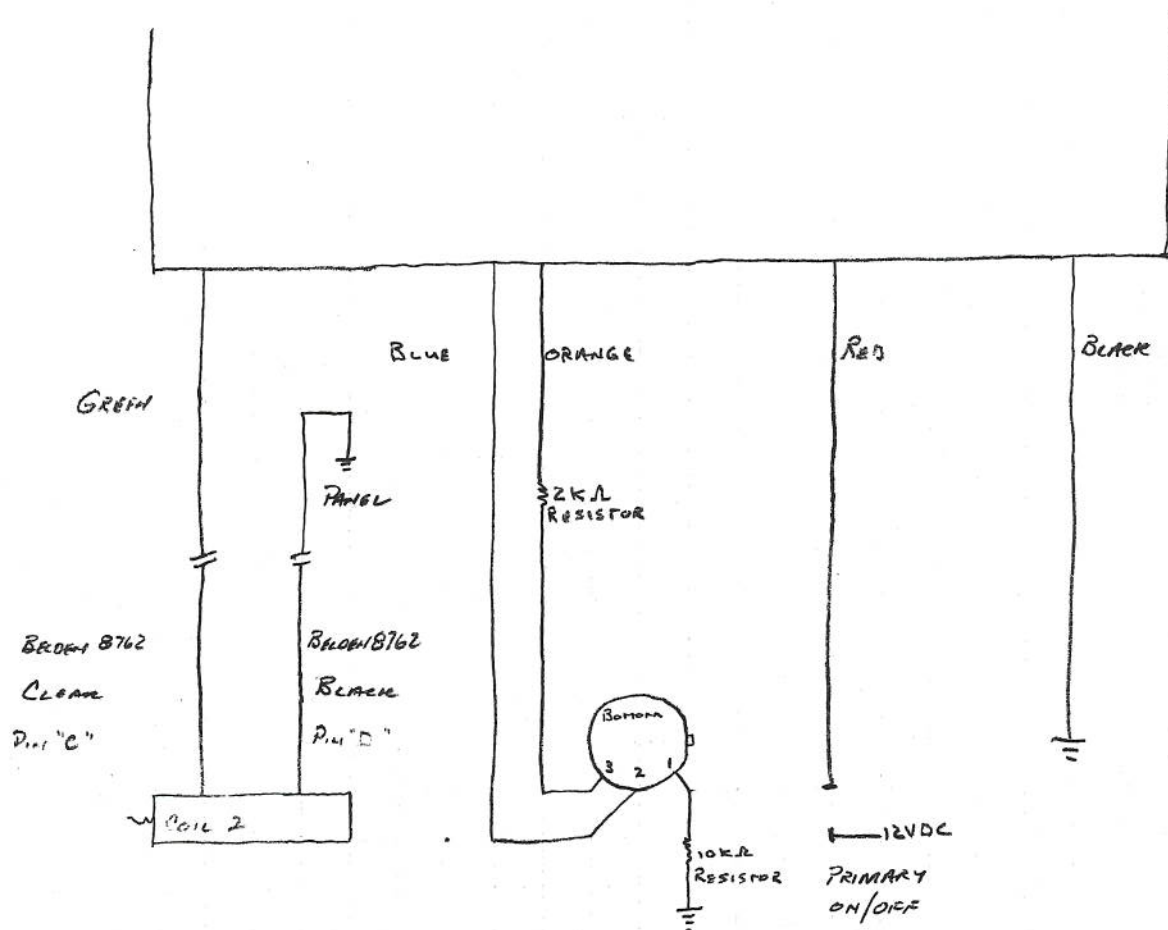 BLUE
ORANGE
RED
BLACK
GREEN
PANEL
2KΩ
RESISTOR
BELDEN 8762
CLEAR
PIN "C"
BELDEN 8762
BLACK
PIN "D"
BOTTOM
3 2 1
COIL 2
10KΩ
RESISTOR
12VDC
PRIMARY
ON/OFF